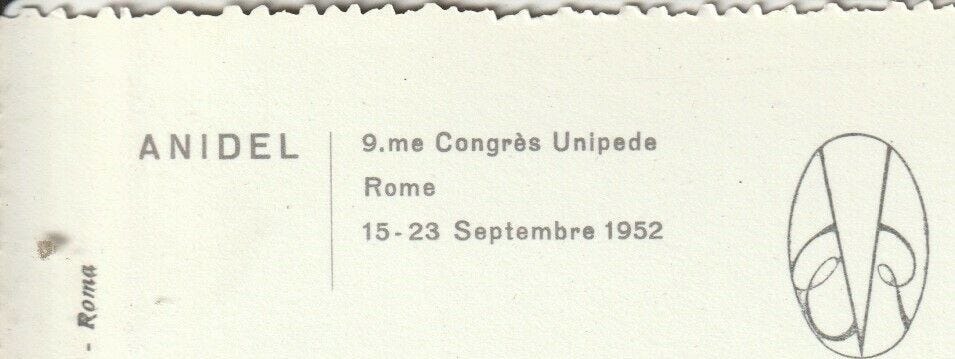 ANIDEL
9.me Congrès Unipede
Rome
15-23 Septembre 1952
- Roma